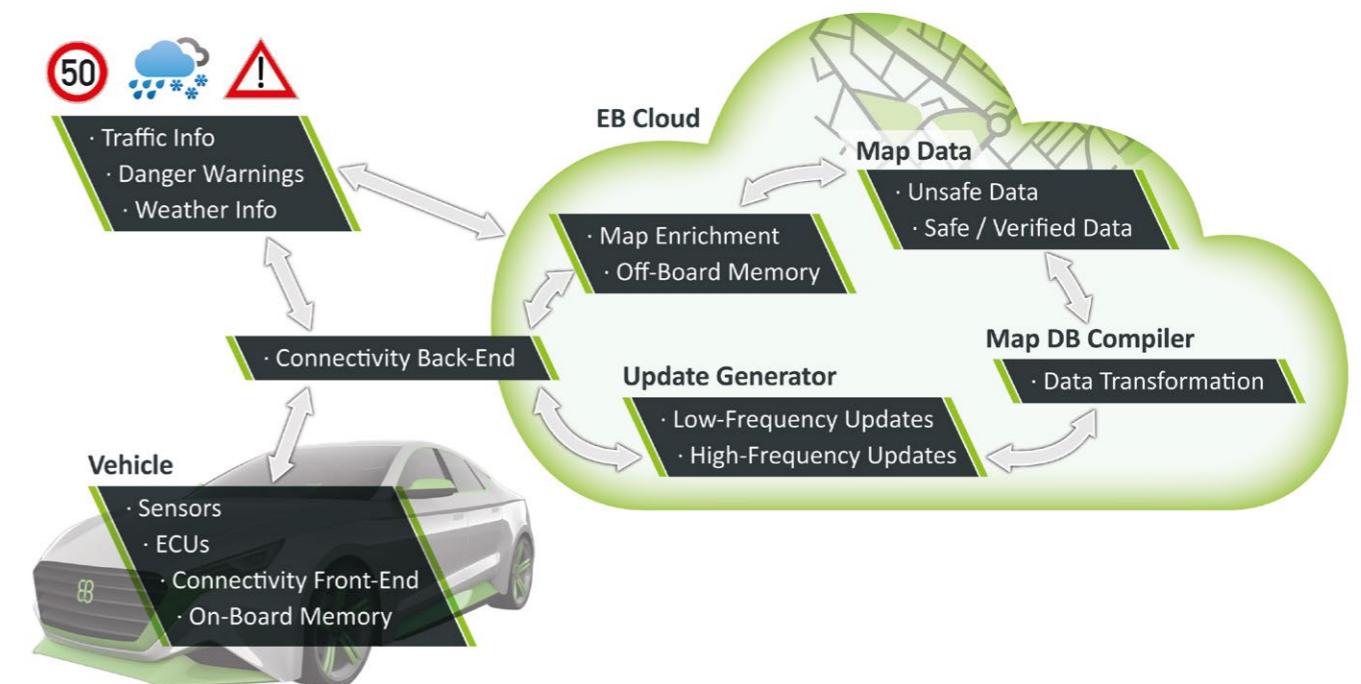 50
!
· Traffic Info
· Danger Warnings
· Weather Info
EB Cloud
Map Data
· Unsafe Data
· Safe / Verified Data
· Map Enrichment
· Off-Board Memory
· Connectivity Back-End
Map DB Compiler
· Data Transformation
Update Generator
· Low-Frequency Updates
· High-Frequency Updates
Vehicle
· Sensors
· ECUs
· Connectivity Front-End
· On-Board Memory
EB